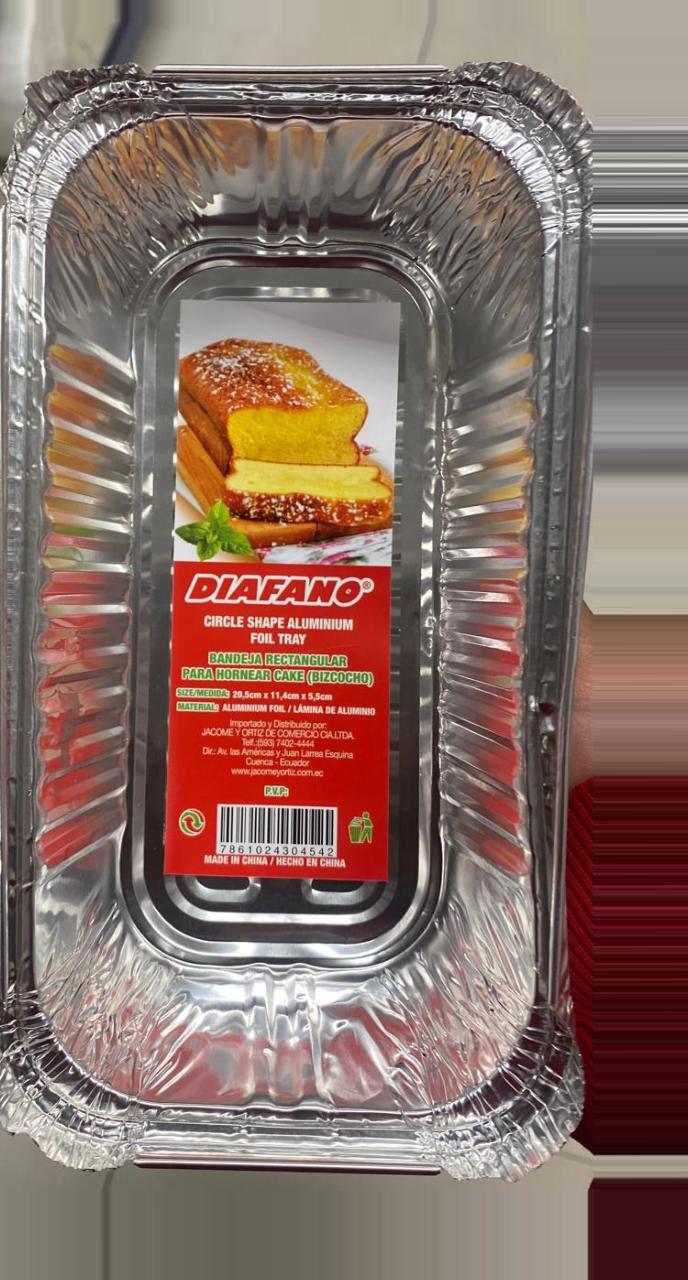 DIAFANO®
CIRCLE SHAPE ALUMINIUM
FOIL TRAY
BANDEJA RECTANGULAR
PARA HORNEAR CAKE (BIZCOCHO)
SIZE/MEDIDA: 20,5cm x 11,4cm x 5,5cm
MATERIAL: ALUMINIUM FOIL / LÁMINA DE ALUMINIO
Importado y Distribuido por:
JACOME Y ORTIZ DE COMERCIO CIA.LTDA.
Telf.:(593) 7402-4444
Dir.: Av. las Américas y Juan Larrea Esquina
Cuenca - Ecuador
www.jacomeyortiz.com.ec
P.V.P:
7861024304542
MADE IN CHINA / HECHO EN CHINA